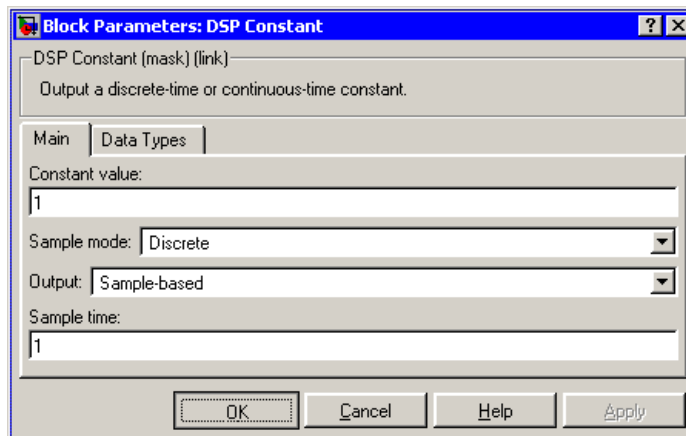 Block Parameters: DSP Constant
DSP Constant (mask) (link)
Output a discrete-time or continuous-time constant.
Main Data Types
Constant value:
1
Sample mode: Discrete
Output: Sample-based
Sample time:
1
OK Cancel Help Apply